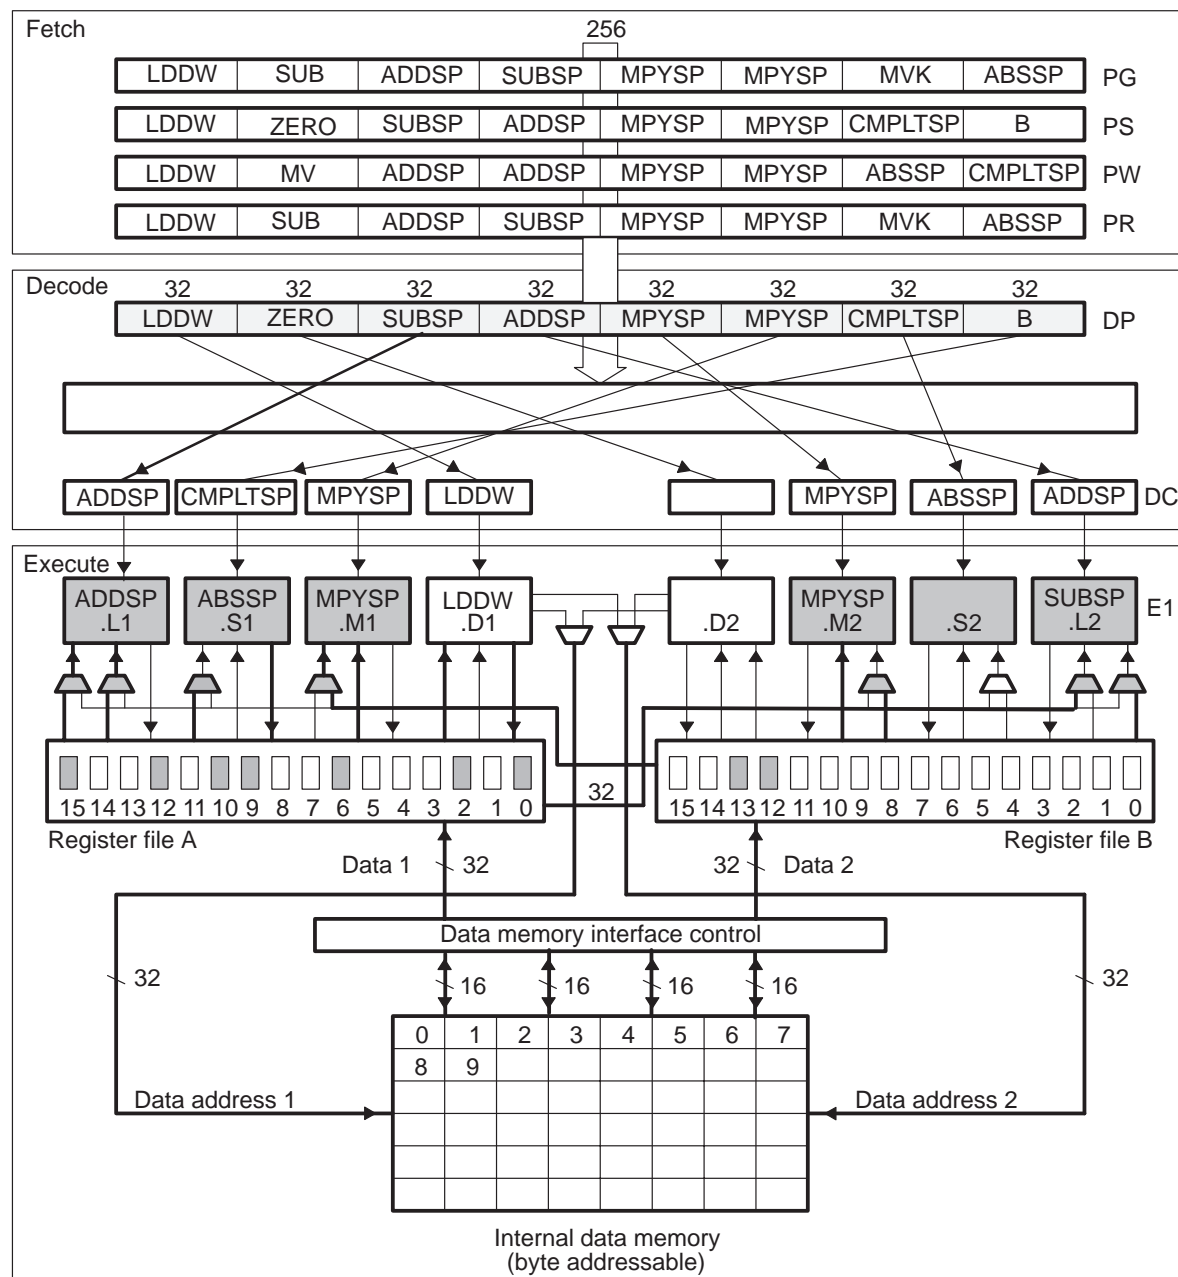 Fetch 256
LDDW SUB ADDSP SUBSP MPYSP MPYSP MVK ABSSP PG
LDDW ZERO SUBSP ADDSP MPYSP MPYSP CMPLTSP B PS
LDDW MV ADDSP ADDSP MPYSP MPYSP ABSSP CMPLTSP PW
LDDW SUB ADDSP SUBSP MPYSP MPYSP MVK ABSSP PR
Decode 32 32 32 32 32 32 32 32
LDDW ZERO SUBSP ADDSP MPYSP MPYSP CMPLTSP B DP
ADDSP CMPLTSP MPYSP LDDW MPYSP ABSSP ADDSP DC
Execute
ADDSP ABSSP MPYSP LDDW MPYSP SUBSP E1
.L1 .S1 .M1 .D1 .D2 .M2 .S2 .L2
15 14 13 12 11 10 9 8 7 6 5 4 3 2 1 0 32 15 14 13 12 11 10 9 8 7 6 5 4 3 2 1 0
Register file A Register file B
Data 1 32 32 Data 2
Data memory interface control
32 16 16 16 16 32
0 1 2 3 4 5 6 7
8 9
Data address 1 Data address 2
Internal data memory
(byte addressable)